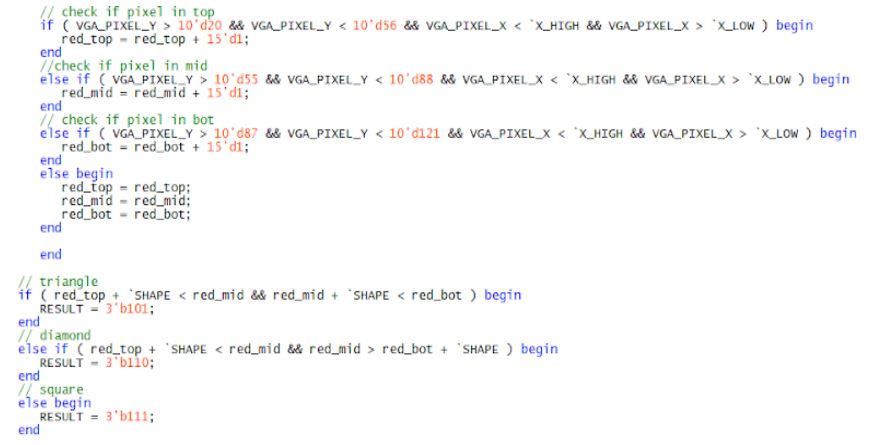 // check if pixel in top
if ( VGA_PIXEL_Y > 10'd20 && VGA_PIXEL_Y < 10'd56 && VGA_PIXEL_X < `X_HIGH && VGA_PIXEL_X > `X_LOW ) begin
red_top = red_top + 15'd1;
end
//check if pixel in mid
else if ( VGA_PIXEL_Y > 10'd55 && VGA_PIXEL_Y < 10'd88 && VGA_PIXEL_X < `X_HIGH && VGA_PIXEL_X > `X_LOW ) begin
red_mid = red_mid + 15'd1;
end
// check if pixel in bot
else if ( VGA_PIXEL_Y > 10'd87 && VGA_PIXEL_Y < 10'd121 && VGA_PIXEL_X < `X_HIGH && VGA_PIXEL_X > `X_LOW ) begin
red_bot = red_bot + 15'd1;
end
else begin
red_top = red_top;
red_mid = red_mid;
red_bot = red_bot;
end
end
// triangle
if ( red_top + `SHAPE < red_mid && red_mid + `SHAPE < red_bot ) begin
RESULT = 3'b101;
end
// diamond
else if ( red_top + `SHAPE < red_mid && red_mid > red_bot + `SHAPE ) begin
RESULT = 3'b110;
end
// square
else begin
RESULT = 3'b111;
end